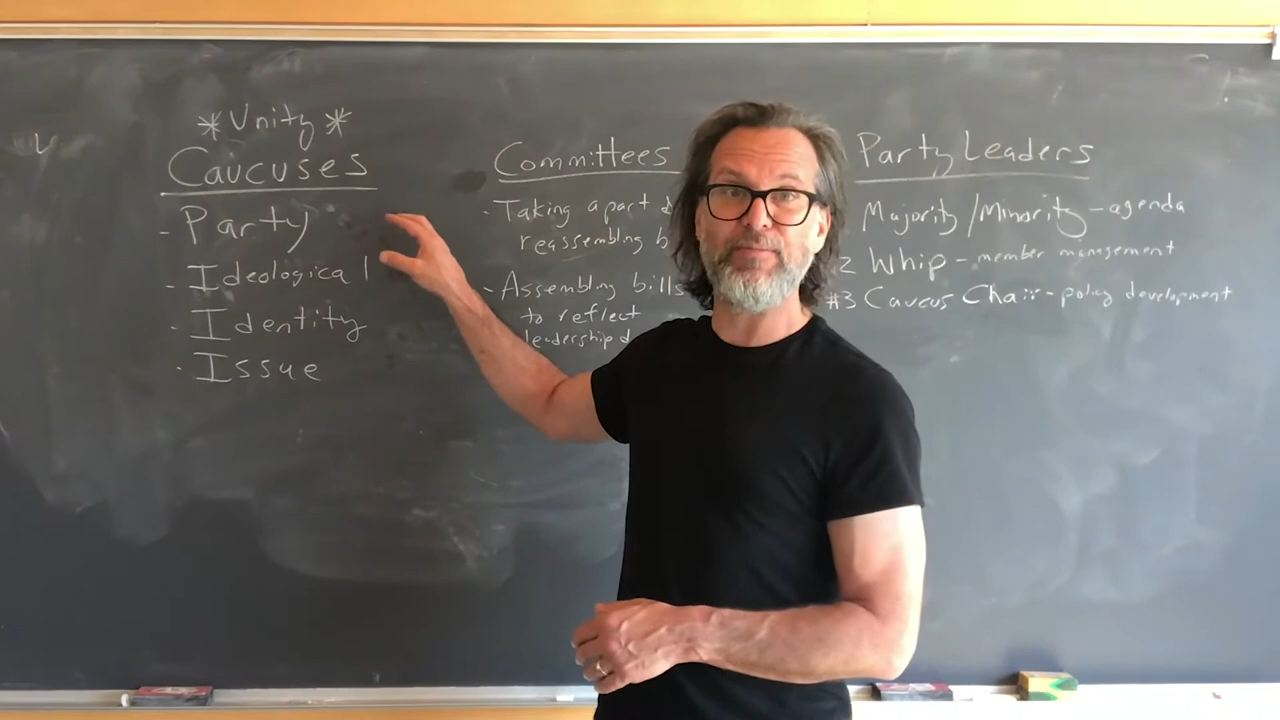 *Unity*
Caucuses
- Party
- Ideological
- Identity
- Issue
Committees
- Taking apart
reassembling
- Assembling bills
to reflect
leadership
Party Leaders
Majority/Minority - agenda
2 Whip - member management
#3 Caucus Chair - policy development